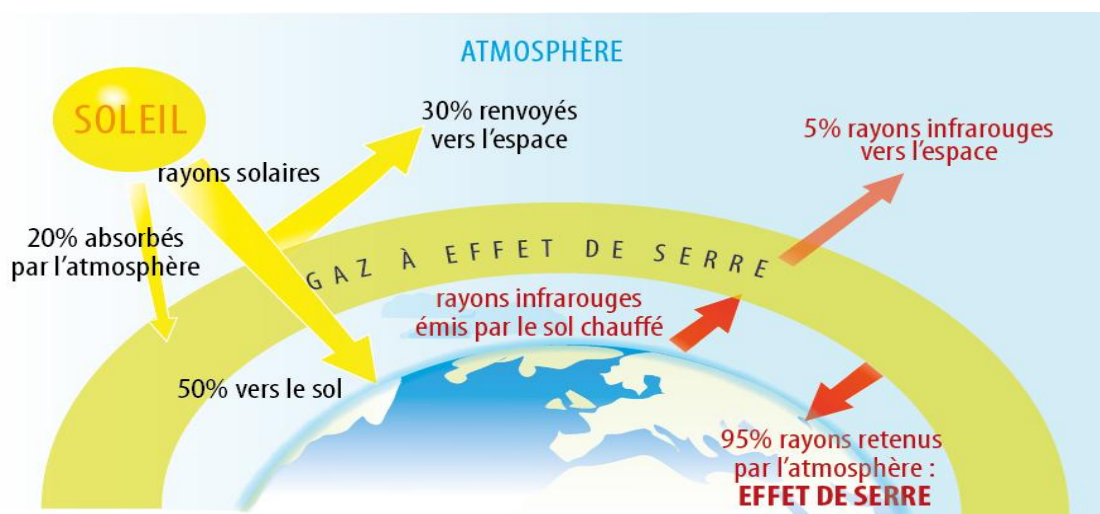 ATMOSPHÈRE
SOLEIL
rayons solaires
30% renvoyés
vers l'espace
5% rayons infrarouges
vers l'espace
20% absorbés
par l'atmosphère
GAZ À EFFET DE SERRE
rayons infrarouges
émis par le sol chauffé
50% vers le sol
95% rayons retenus
par l'atmosphère :
EFFET DE SERRE